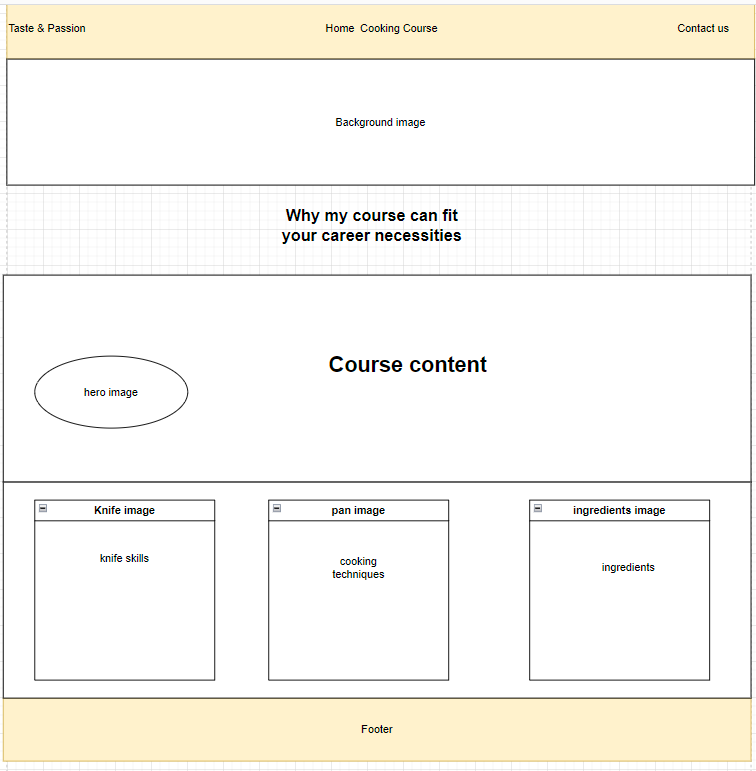 Taste & Passion
Home Cooking Course
Contact us
Background image
Why my course can fit
your career necessities
Course content
hero image
Knife image
pan image
ingredients image
knife skills
cooking
techniques
ingredients
Footer